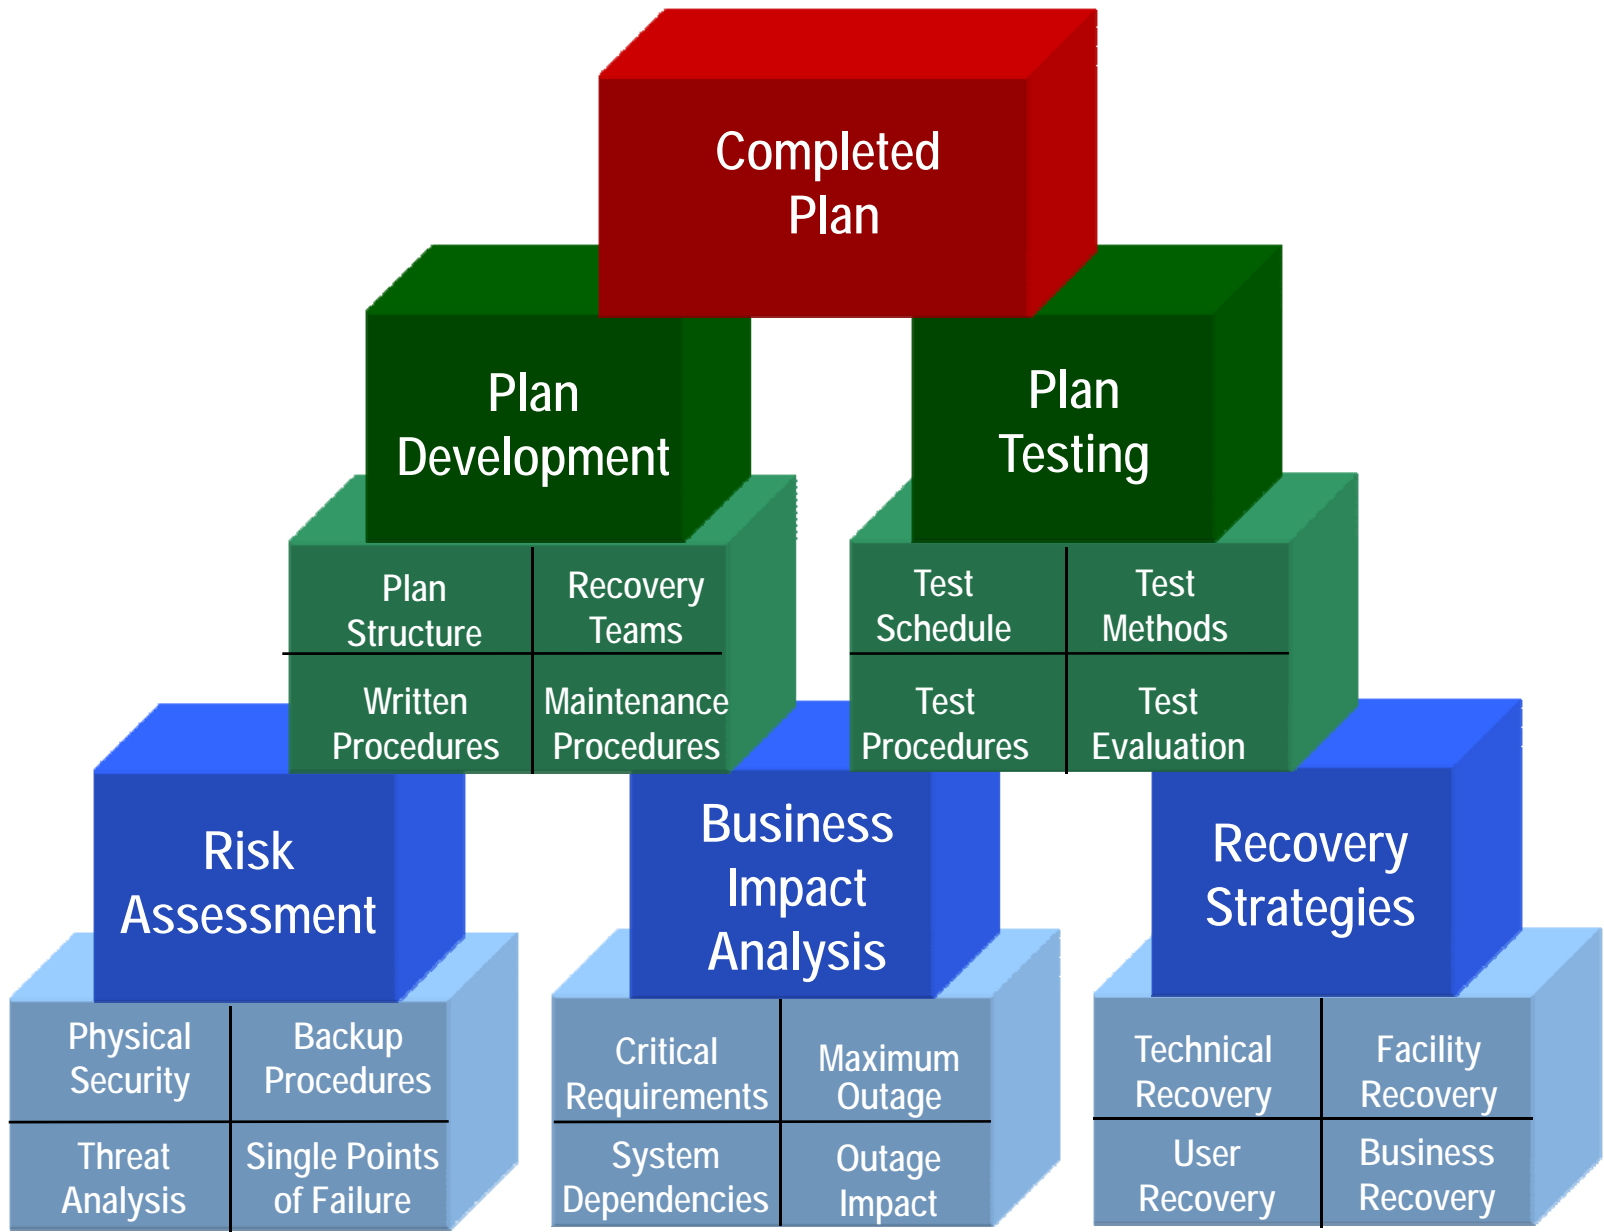 Completed
Plan
Plan
Development
Plan
Testing
Plan
Structure
Recovery
Teams
Written
Procedures
Maintenance
Procedures
Test
Schedule
Test
Methods
Test
Procedures
Test
Evaluation
Risk
Assessment
Business
Impact
Analysis
Recovery
Strategies
Physical
Security
Backup
Procedures
Threat
Analysis
Single Points
of Failure
Critical
Requirements
Maximum
Outage
System
Dependencies
Outage
Impact
Technical
Recovery
Facility
Recovery
User
Recovery
Business
Recovery